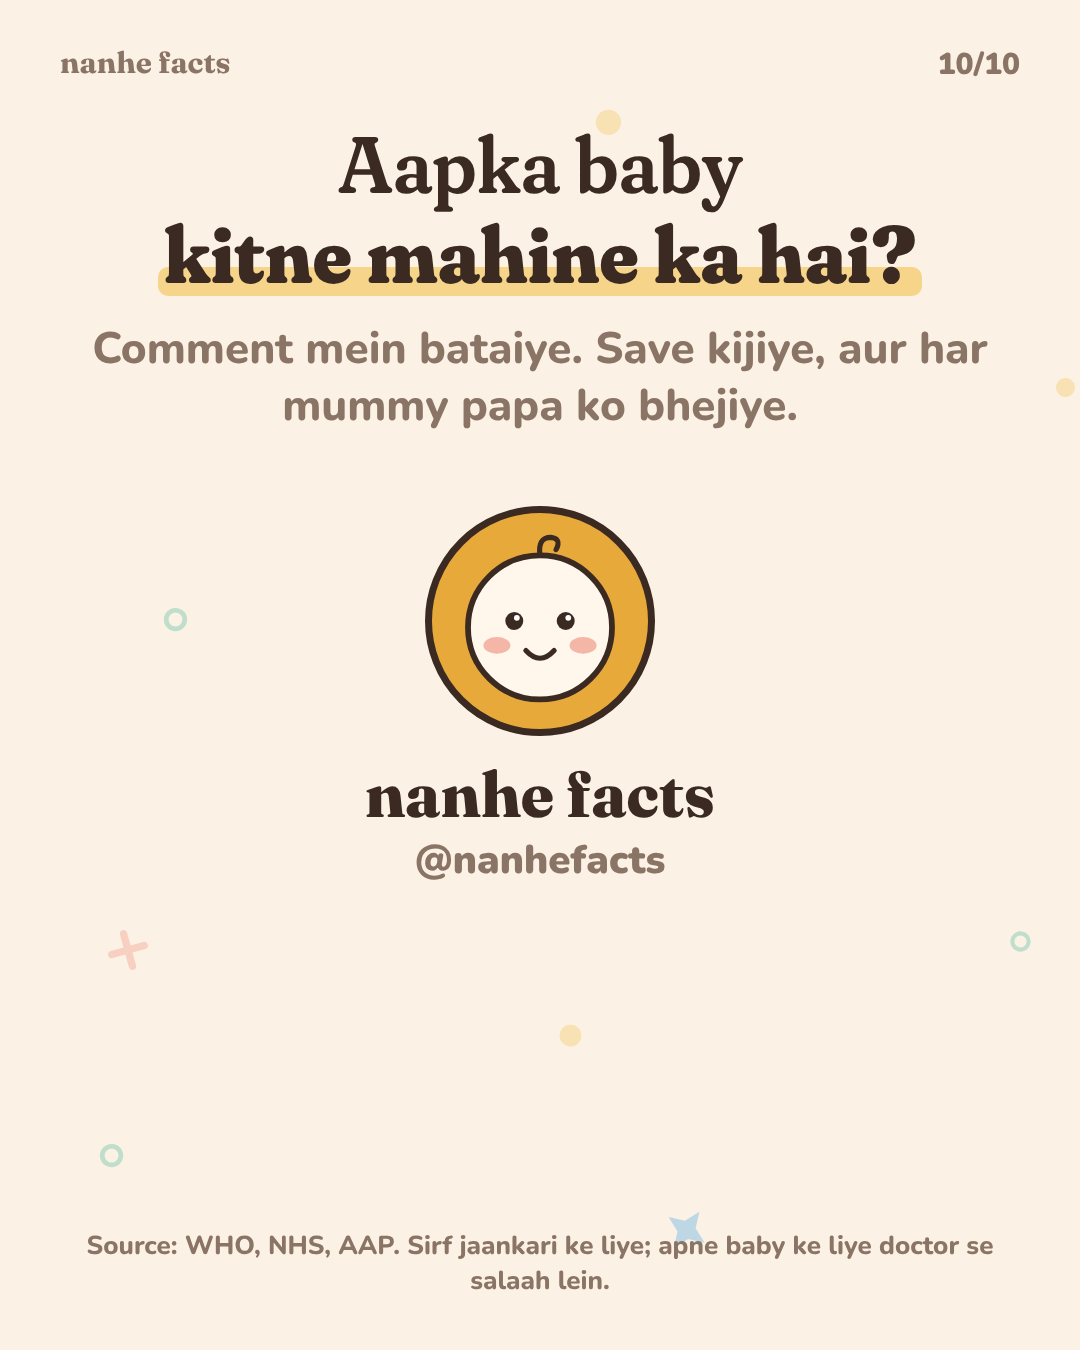 nanhe facts
10/10
Aapka baby
kitne mahine ka hai?
Comment mein bataiye. Save kijiye, aur har
mummy papa ko bhejiye.
nanhe facts
@nanhefacts
Source: WHO, NHS, AAP. Sirf jaankari ke liye; apne baby ke liye doctor se
salaah lein.